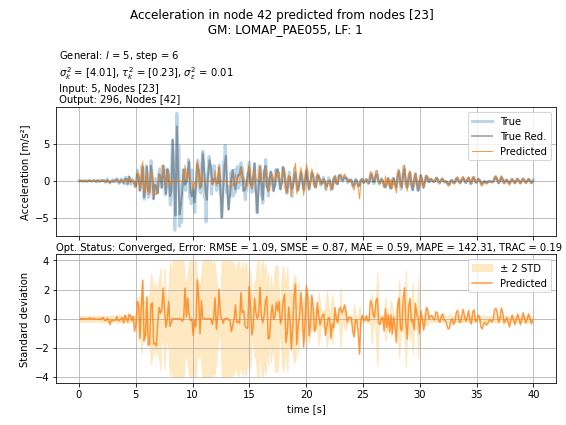 Acceleration in node 42 predicted from nodes [23]
GM: LOMAP_PAE055, LF: 1
General: l = 5, step = 6
σ²ₖ = [4.01], τ²ₖ = [0.23], σ²ε = 0.01
Input: 5, Nodes [23]
Output: 296, Nodes [42]
Acceleration [m/s²]
5
0
−5
True
True Red.
Predicted
Opt. Status: Converged, Error: RMSE = 1.09, SMSE = 0.87, MAE = 0.59, MAPE = 142.31, TRAC = 0.19
Standard deviation
4
2
0
−2
−4
± 2 STD
Predicted
0 5 10 15 20 25 30 35 40
time [s]